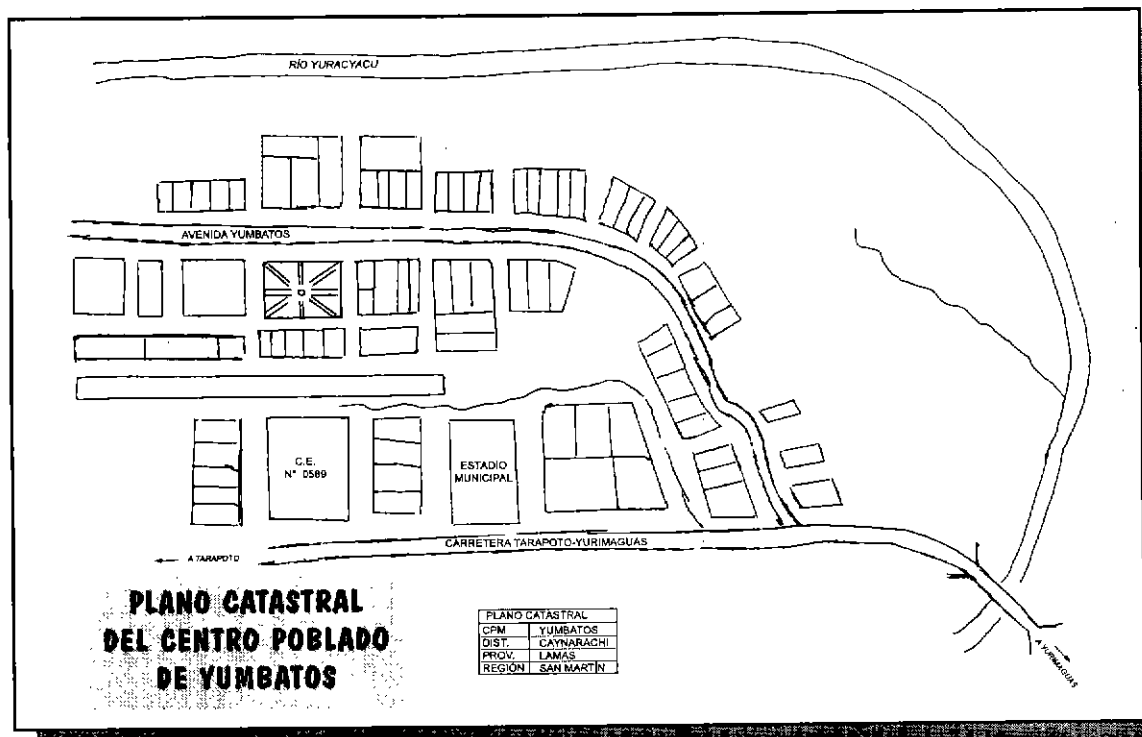 RÍO YURACYACU
AVENIDA YUMBATOS
C.E.
N° 0589
ESTADIO
MUNICIPAL
CARRETERA TARAPOTO-YURIMAGUAS
A TARAPOTO
A YURIMAGUAS
PLANO CATASTRAL
DEL CENTRO POBLADO
DE YUMBATOS
PLANO CATASTRAL
CPM YUMBATOS
DIST. CAYNARACHI
PROV. LAMAS
REGIÓN SAN MARTIN